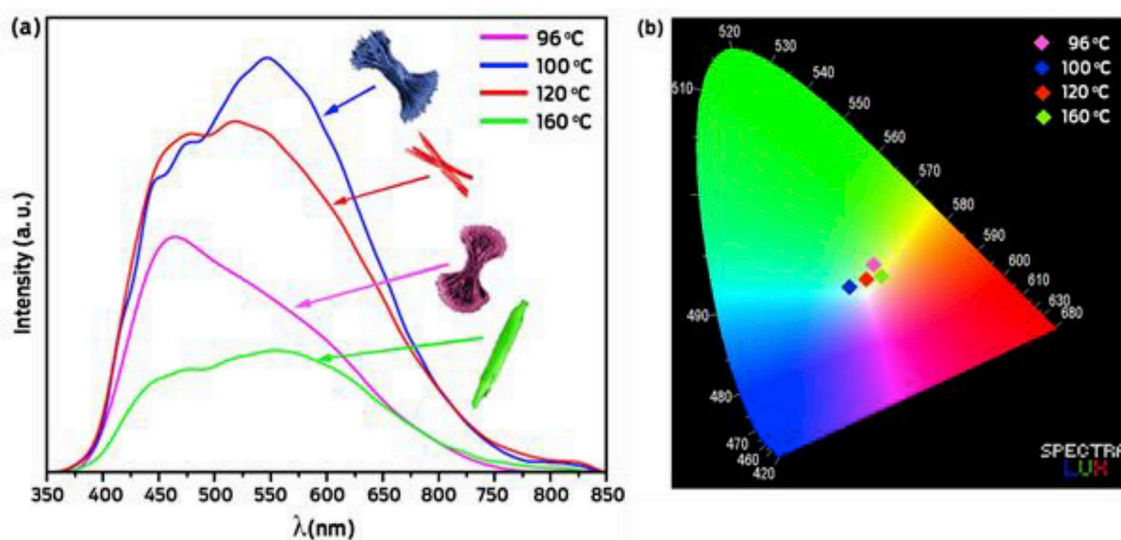 (a)
96 °C
100 °C
120 °C
160 °C
Intensity (a. u.)
350 400 450 500 550 600 650 700 750 800 850
λ(nm)
(b)
96 °C
100 °C
120 °C
160 °C
520
530
510
540
550
560
570
580
590
600
610
630
680
490
480
470
460
420
SPECTRA
LUX